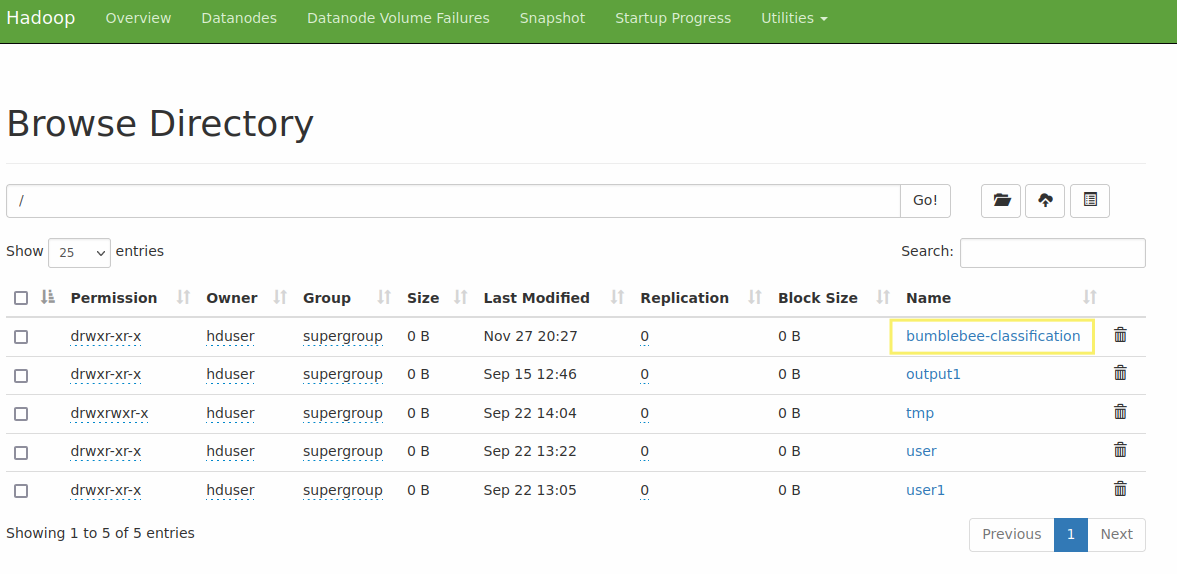 Hadoop Overview Datanodes Datanode Volume Failures Snapshot Startup Progress Utilities
Browse Directory
/ Go!
Show 25 entries Search:
Permission Owner Group Size Last Modified Replication Block Size Name
drwxr-xr-x hduser supergroup 0 B Nov 27 20:27 0 0 B bumblebee-classification
drwxr-xr-x hduser supergroup 0 B Sep 15 12:46 0 0 B output1
drwxrwxr-x hduser supergroup 0 B Sep 22 14:04 0 0 B tmp
drwxr-xr-x hduser supergroup 0 B Sep 22 13:22 0 0 B user
drwxr-xr-x hduser supergroup 0 B Sep 22 13:05 0 0 B user1
Showing 1 to 5 of 5 entries Previous 1 Next